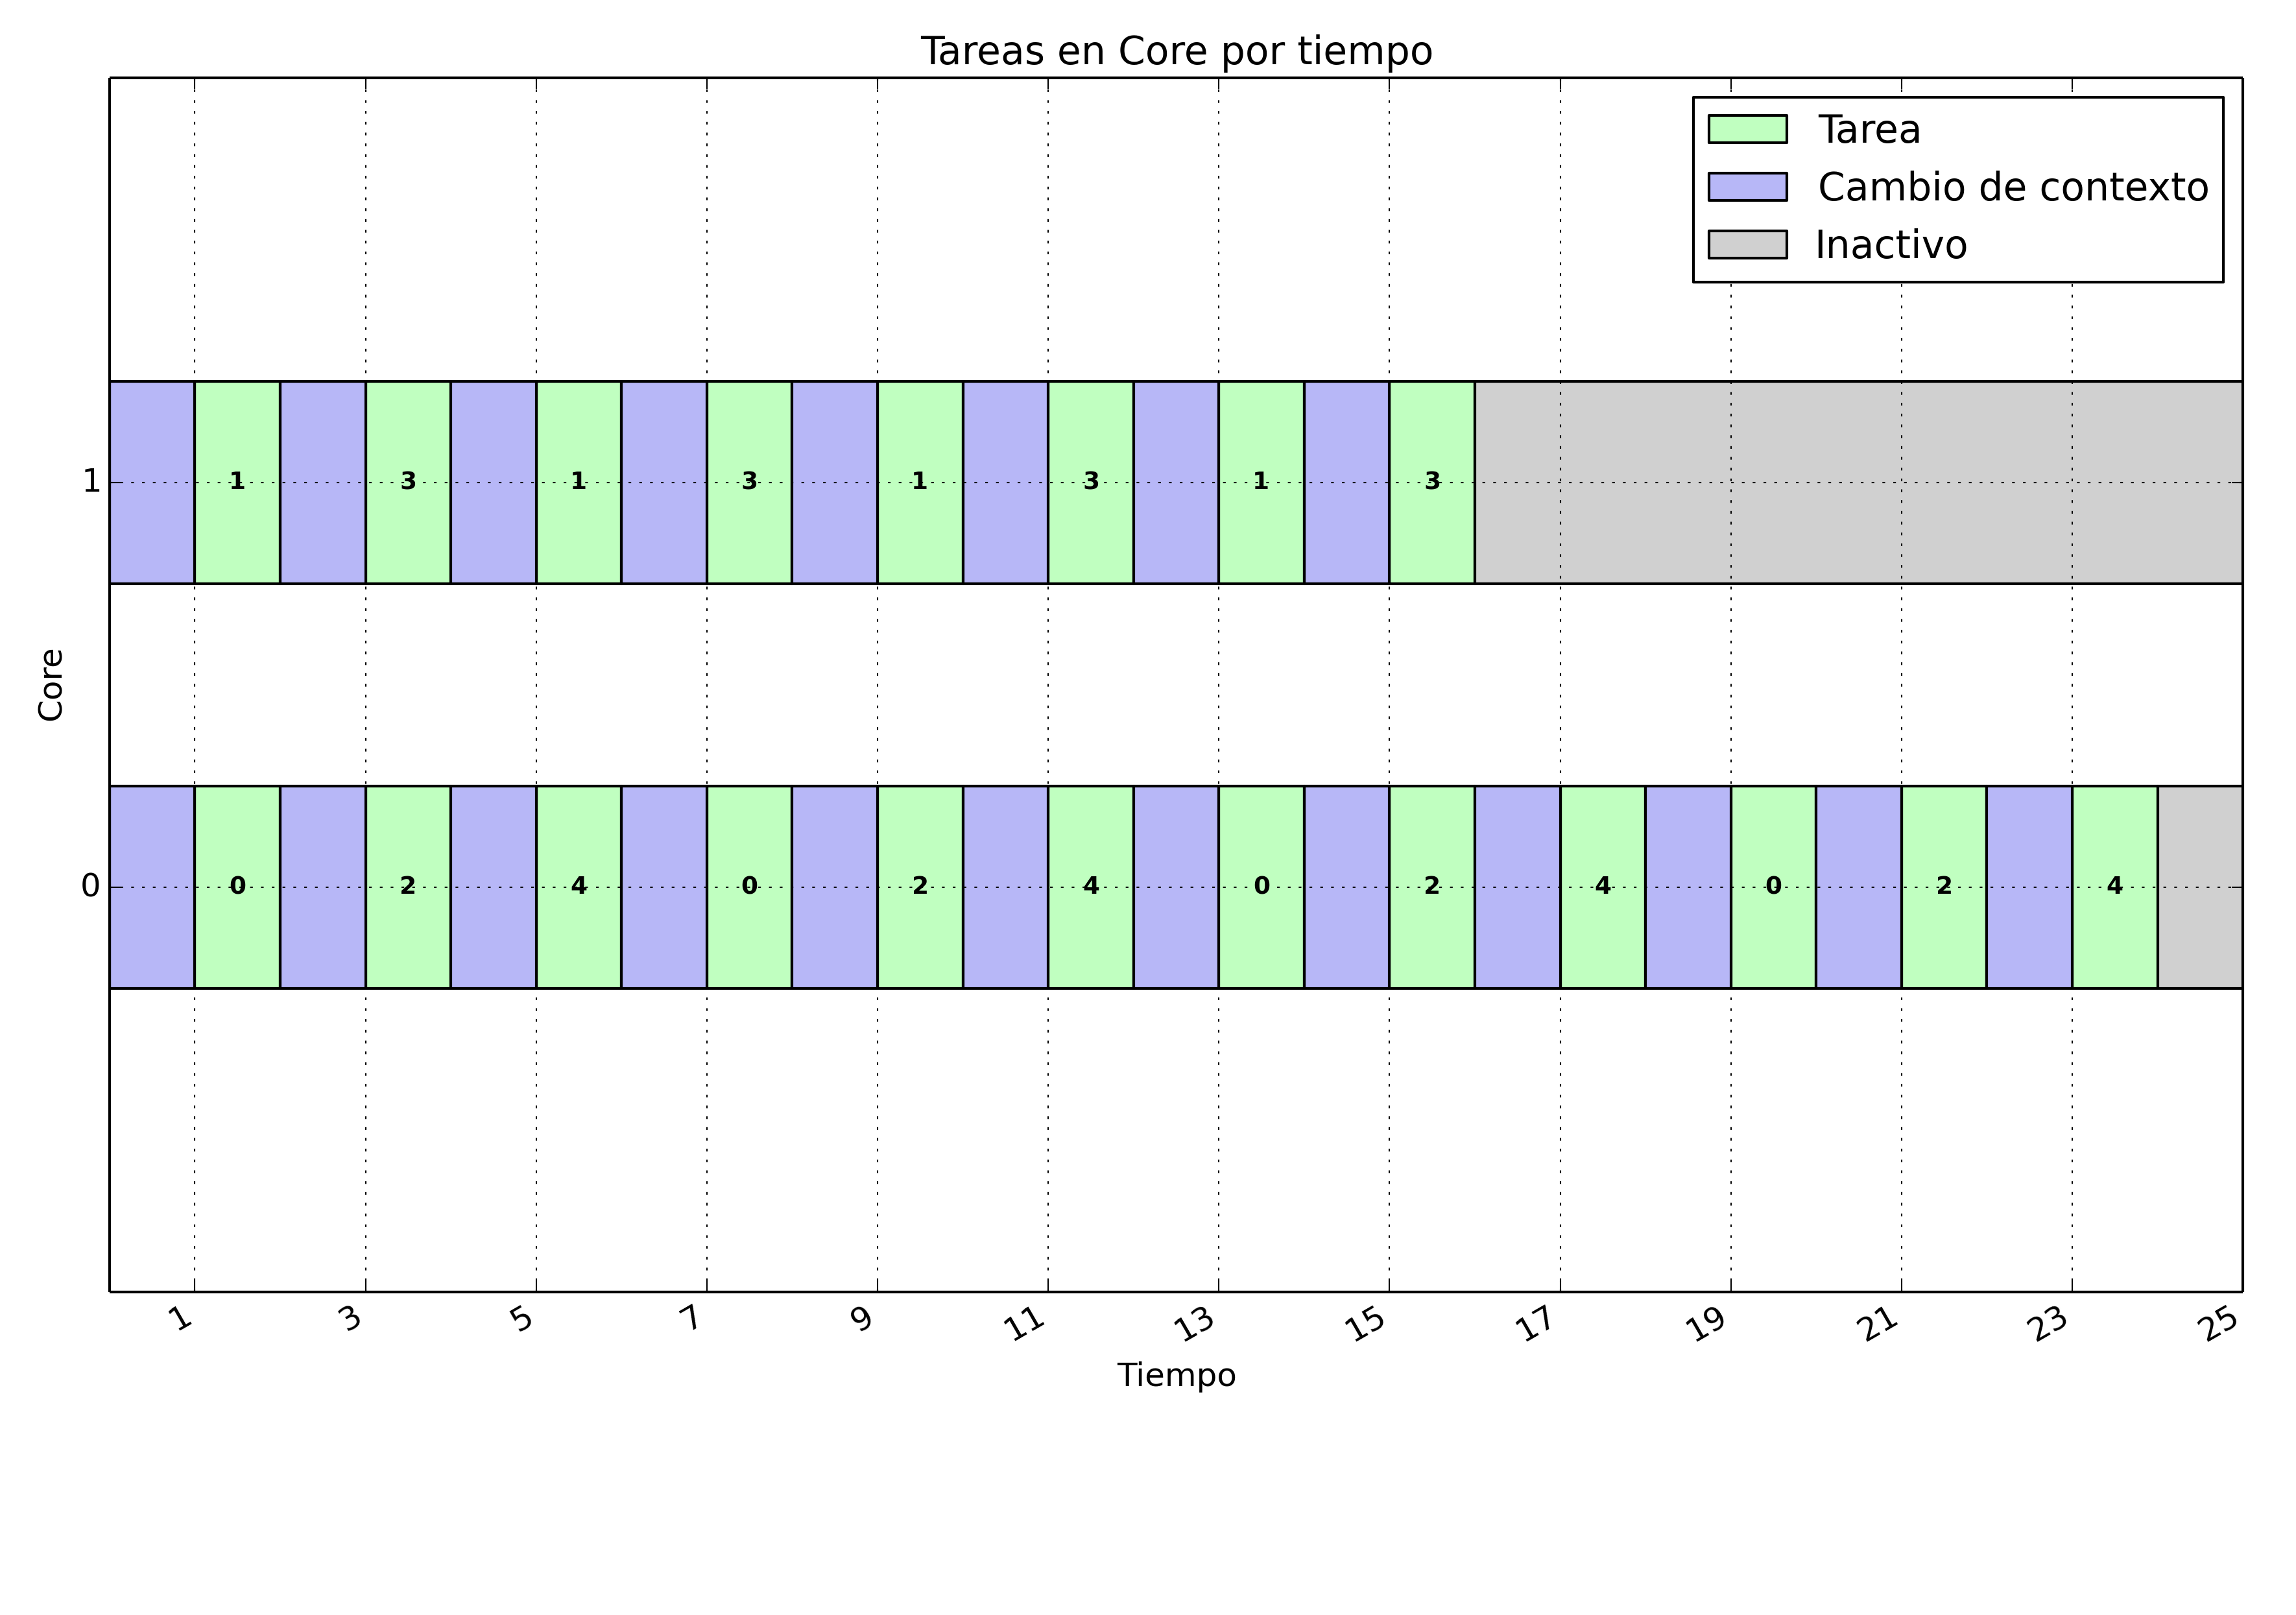 Tareas en Core por tiempo
Tarea
Cambio de contexto
Inactivo
1
1 3 1 3 1 3 1 3
Core
0
0 2 4 0 2 4 0 2 4 0 2 4
1 3 5 7 9 11 13 15 17 19 21 23 25
Tiempo